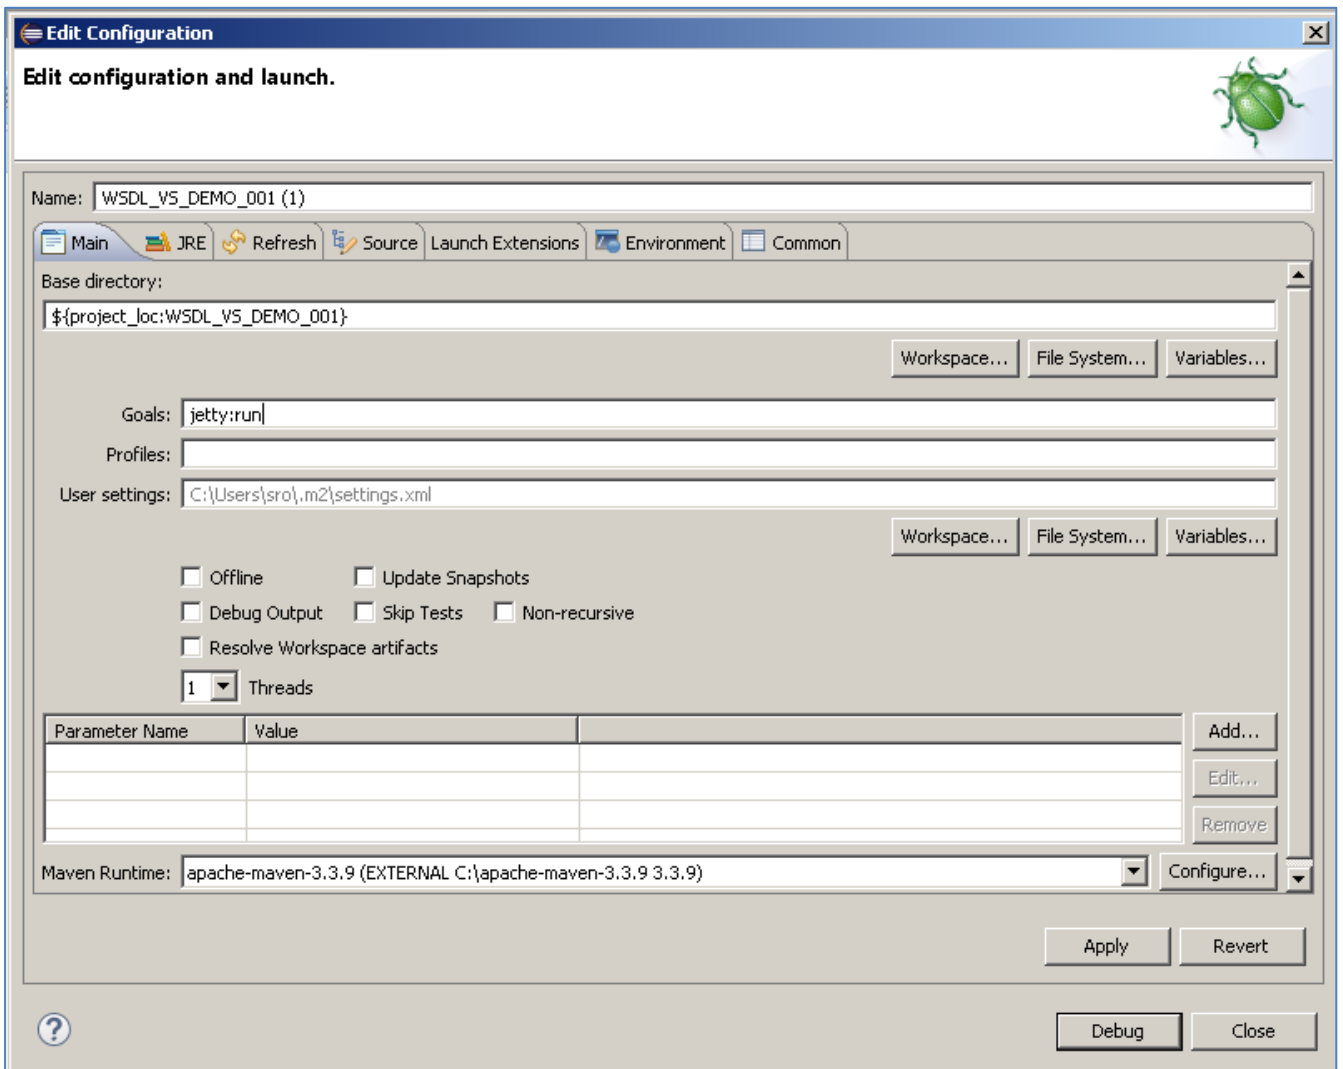 Edit Configuration
Edit configuration and launch.
Name: WSDL_VS_DEMO_001 (1)
Main JRE Refresh Source Launch Extensions Environment Common
Base directory:
${project_loc:WSDL_VS_DEMO_001}
Workspace... File System... Variables...
Goals: jetty:run
Profiles:
User settings: C:\Users\sro\.m2\settings.xml
Workspace... File System... Variables...
Offline Update Snapshots
Debug Output Skip Tests Non-recursive
Resolve Workspace artifacts
1 Threads
Parameter Name Value Add...
Edit...
Remove
Maven Runtime: apache-maven-3.3.9 (EXTERNAL C:\apache-maven-3.3.9 3.3.9) Configure...
Apply Revert
? Debug Close